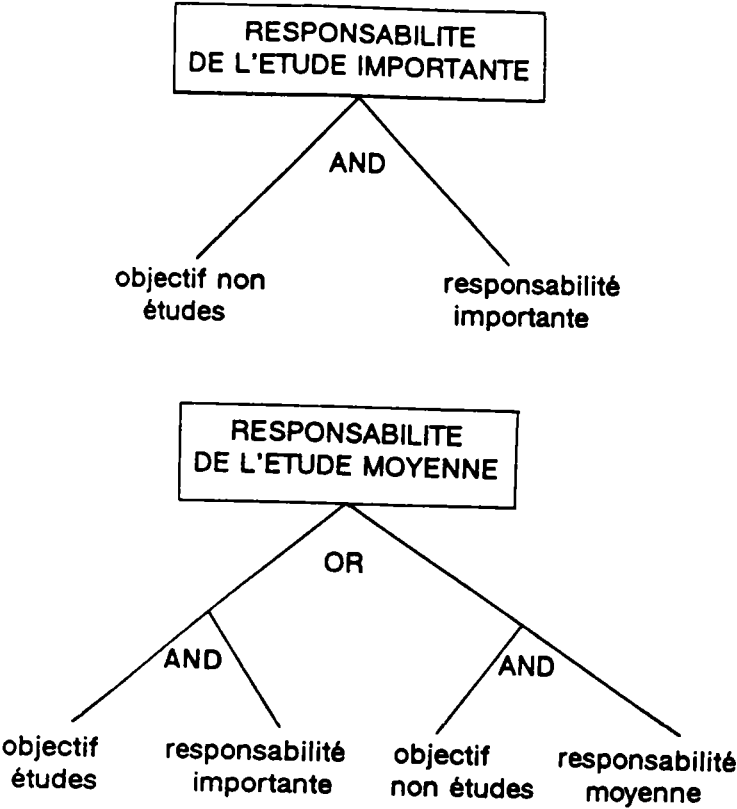 RESPONSABILITE
DE L'ETUDE IMPORTANTE
AND
objectif non
études
responsabilité
importante
RESPONSABILITE
DE L'ETUDE MOYENNE
OR
AND
AND
objectif
études
responsabilité
importante
objectif
non études
responsabilité
moyenne